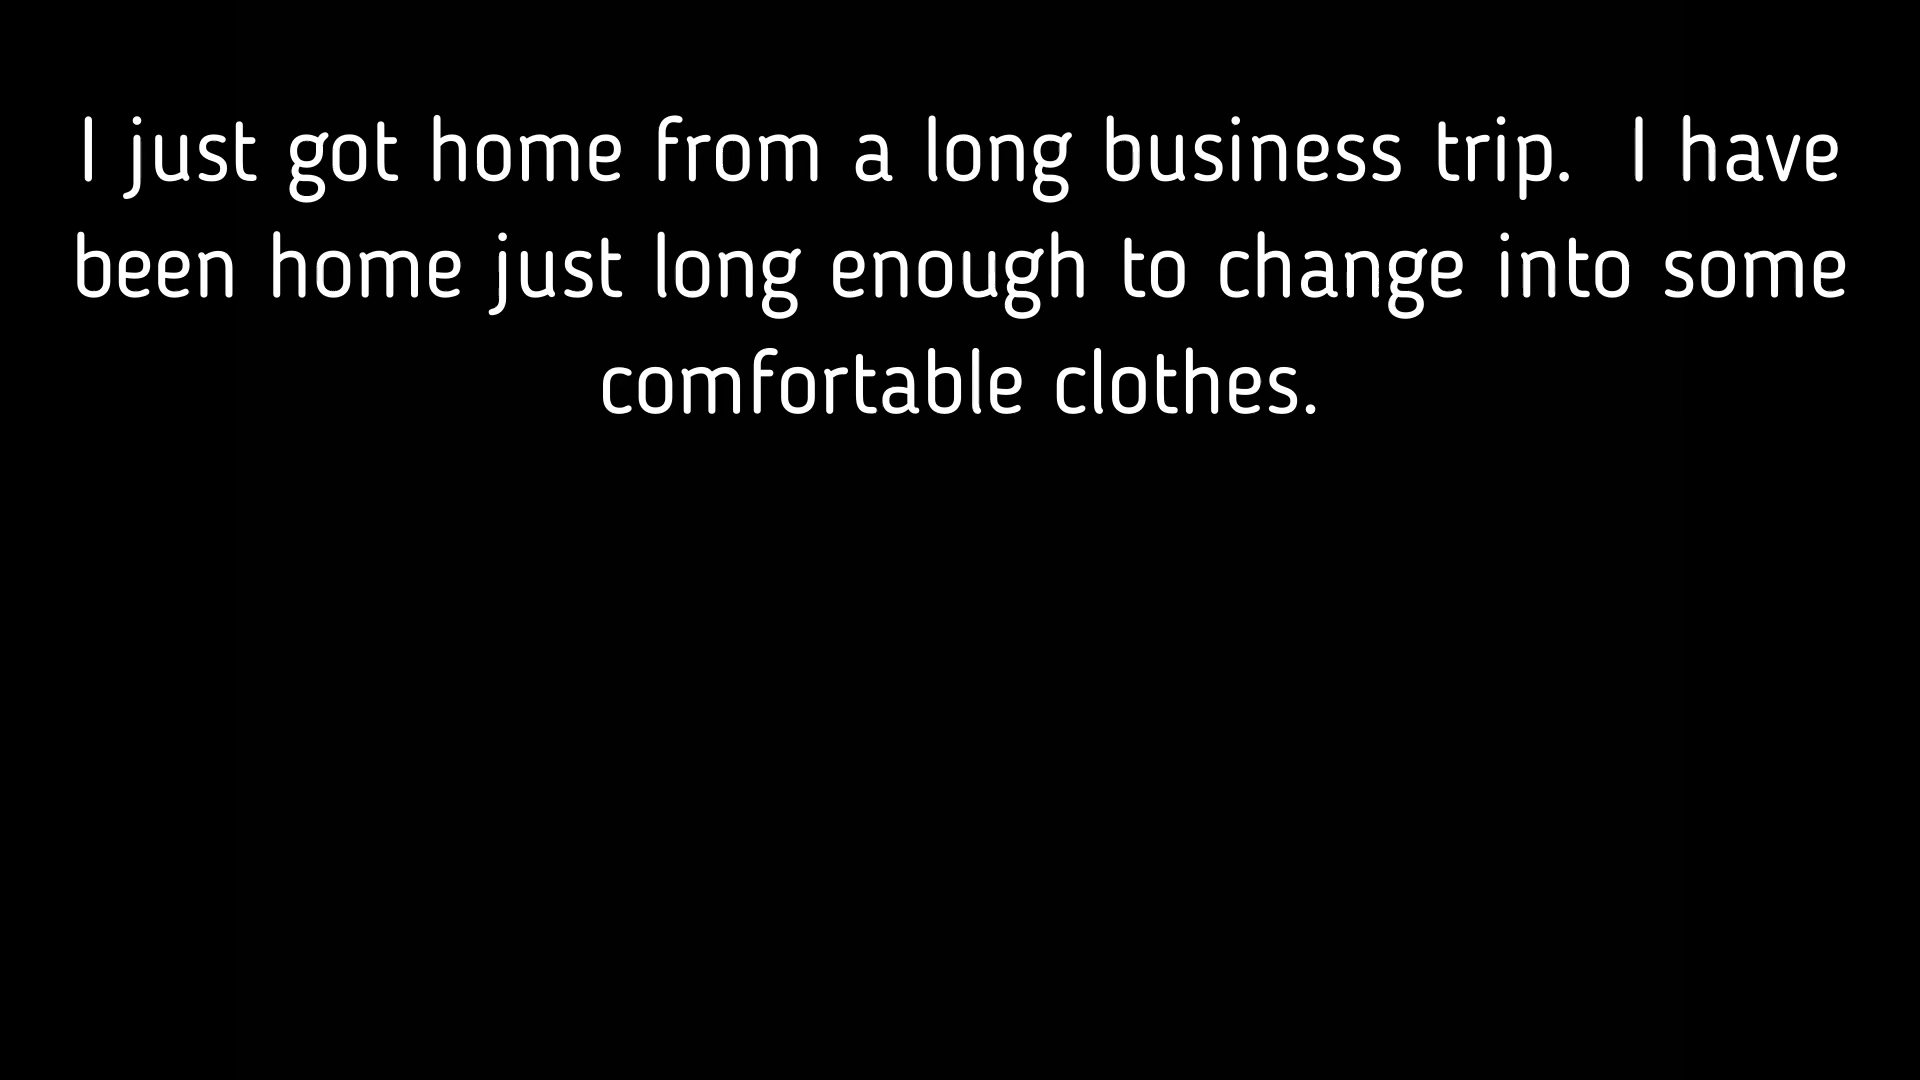 I just got home from a long business trip.  I have
been home just long enough to change into some
comfortable clothes.